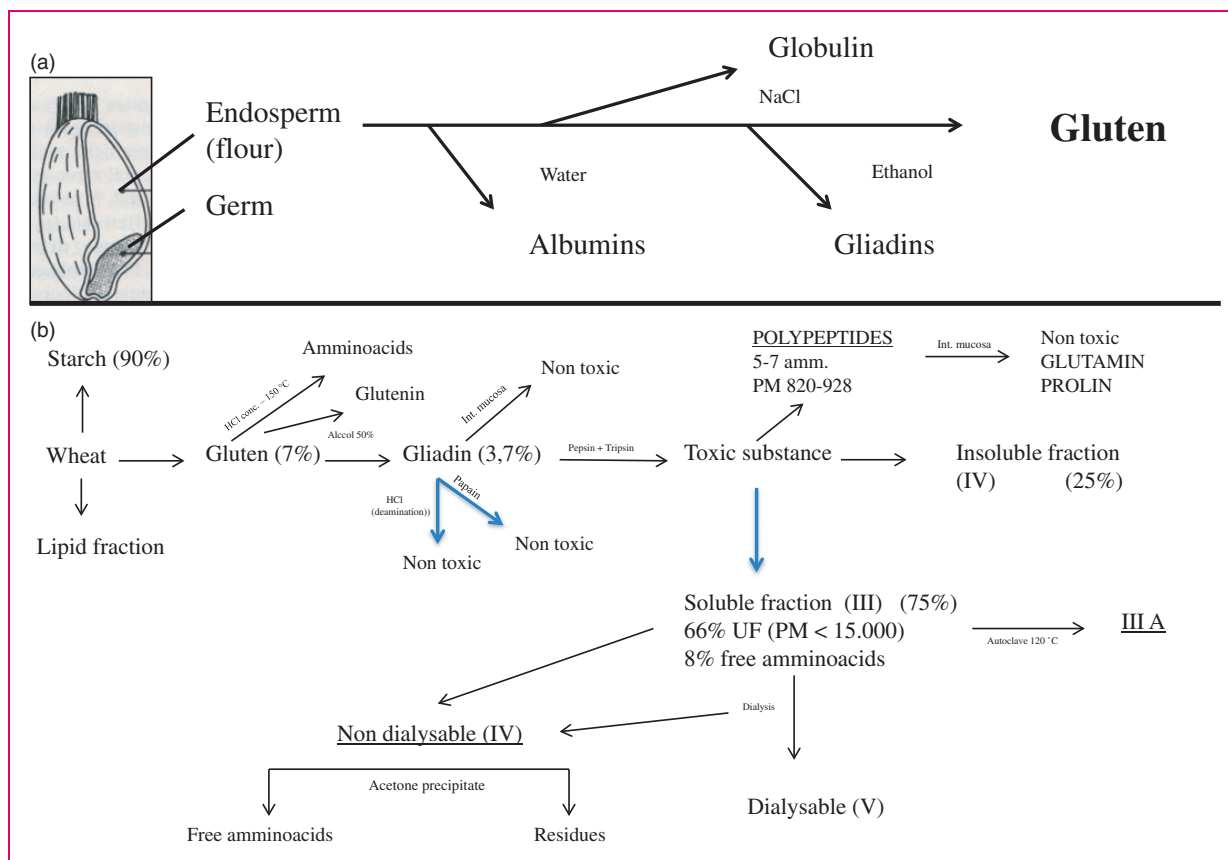 (a)
Globulin
NaCl
Endosperm
(flour)
Gluten
Water
Ethanol
Germ
Albumins
Gliadins
(b)
Starch (90%)
Amminoacids
HCl conc. – 150 °C
Glutenin
Alccol 50%
Int. mucosa
Non toxic
POLYPEPTIDES
5-7 amm.
PM 820-928
Int. mucosa
Non toxic
GLUTAMIN
PROLIN
Wheat
Gluten (7%)
Gliadin (3,7%)
Pepsin + Tripsin
Toxic substance
Insoluble fraction
(IV) (25%)
HCl
(deamination))
Papain
Lipid fraction
Non toxic
Non toxic
Soluble fraction (III) (75%)
66% UF (PM < 15.000)
8% free amminoacids
Autoclave 120 ˚C
III A
Non dialysable (IV)
Dialysis
Acetone precipitate
Free amminoacids
Residues
Dialysable (V)